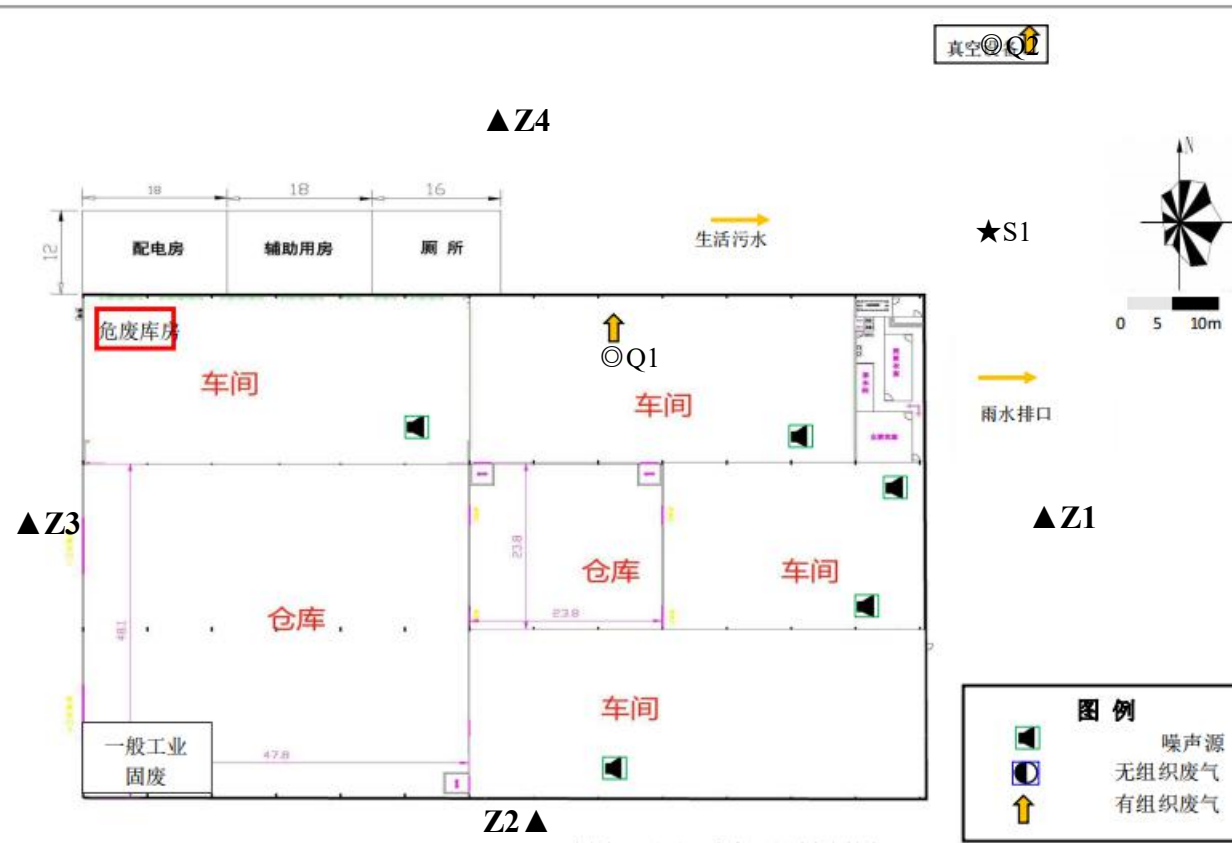 真空设备 ◎Q2
▲Z4
N
18
18
16
12
配电房
辅助用房
厕 所
生活污水
★S1
0 5 10m
危废库房
◎Q1
车间
车间
雨水排口
▲Z3
▲Z1
23.8
仓库
车间
23.8
仓库
48.1
车间
一般工业
固废
47.8
Z2▲
图 例
噪声源
无组织废气
有组织废气